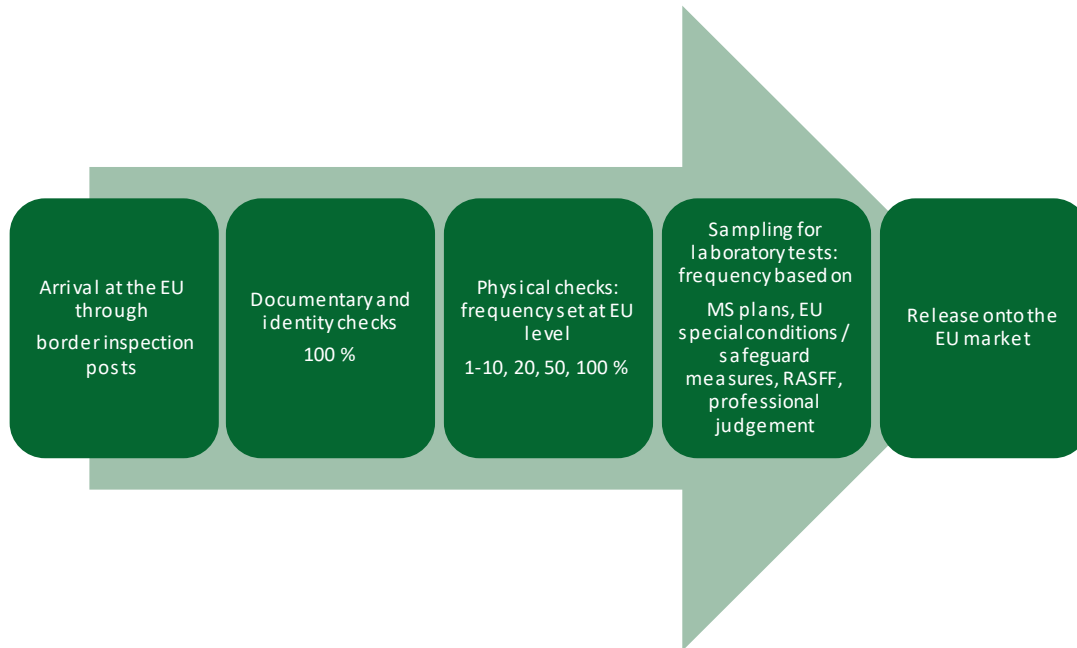 Arrival at the EU
through
border inspection
posts
Documentary and
identity checks
100 %
Physical checks:
frequency set at EU
level
1-10, 20, 50, 100 %
Sampling for
laboratory tests:
frequency based on
MS plans, EU
special conditions /
safeguard
measures, RASFF,
professional
judgement
Release onto the
EU market